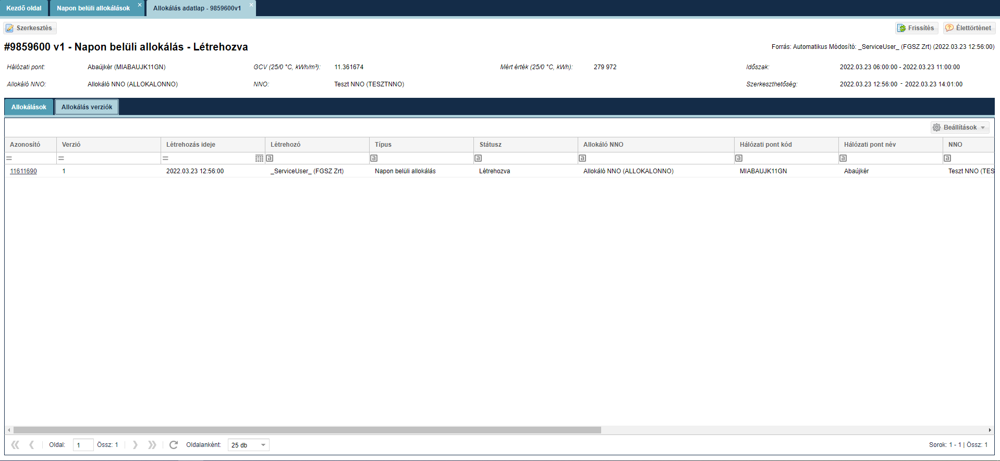 Kezdő oldal Napon belüli allokálások × Allokálás adatlap - 9859600v1 ×
Szerkesztés Frissítés Élettörténet
#9859600 v1 - Napon belüli allokálás - Létrehozva Forrás: Automatikus Módosító: _ServiceUser_ (FGSZ Zrt) (2022.03.23 12:56:00)
Hálózati pont: Abaújkér (MIABAUJK11GN) GCV (25/0 °C, kWh/m³): 11.361674 Mért érték (25/0 °C, kWh): 279 972 Időszak: 2022.03.23 06:00:00 - 2022.03.23 11:00:00
Allokáló NNO: Allokáló NNO (ALLOKALONNO) NNO: Teszt NNO (TESZTNNO) Szerkeszthetőség: 2022.03.23 12:56:00 - 2022.03.23 14:01:00
Allokálások Allokálás verziók
Beállítások
Azonosító Verzió Létrehozás ideje Létrehozó Típus Státusz Allokáló NNO Hálózati pont kód Hálózati pont név NNO
= = = a a a a a a a
11611690 1 2022.03.23 12:56:00 _ServiceUser_ (FGSZ Zrt) Napon belüli allokálás Létrehozva Allokáló NNO (ALLOKALONNO) MIABAUJK11GN Abaújkér Teszt NNO (TES
Oldal: 1 Össz: 1 Oldalanként: 25 db Sorok: 1 - 1 | Össz: 1